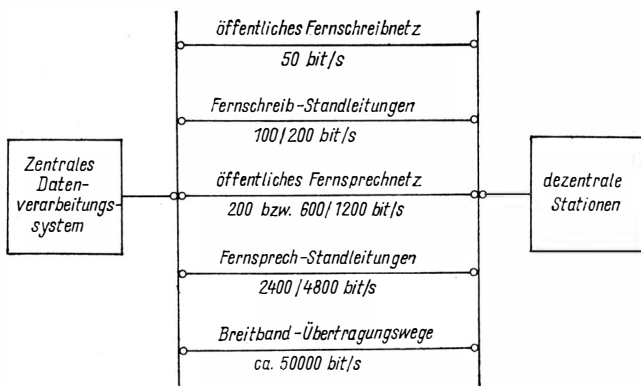 öffentliches Fernschreibnetz
50 bit/s
Fernschreib-Standleitungen
100/200 bit/s
Zentrales
Daten-
verarbeitungs-
system
öffentliches Fernsprechnetz
200 bzw. 600/1200 bit/s
dezentrale
Stationen
Fernsprech-Standleitungen
2400/4800 bit/s
Breitband-Übertragungswege
ca. 50000 bit/s